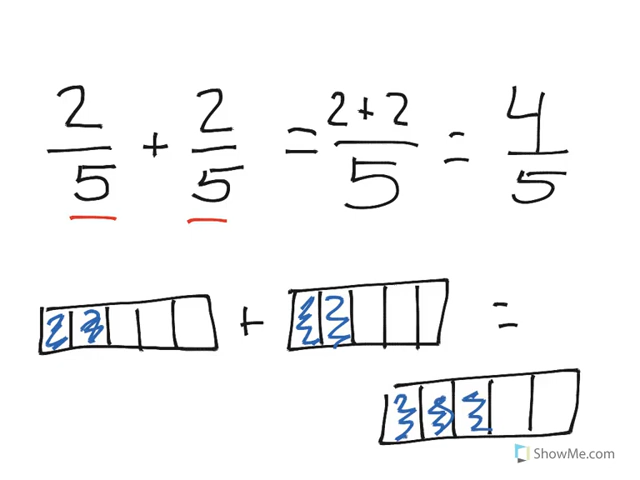 2/5 + 2/5 = 2+2/5 = 4/5
+ =
ShowMe.com